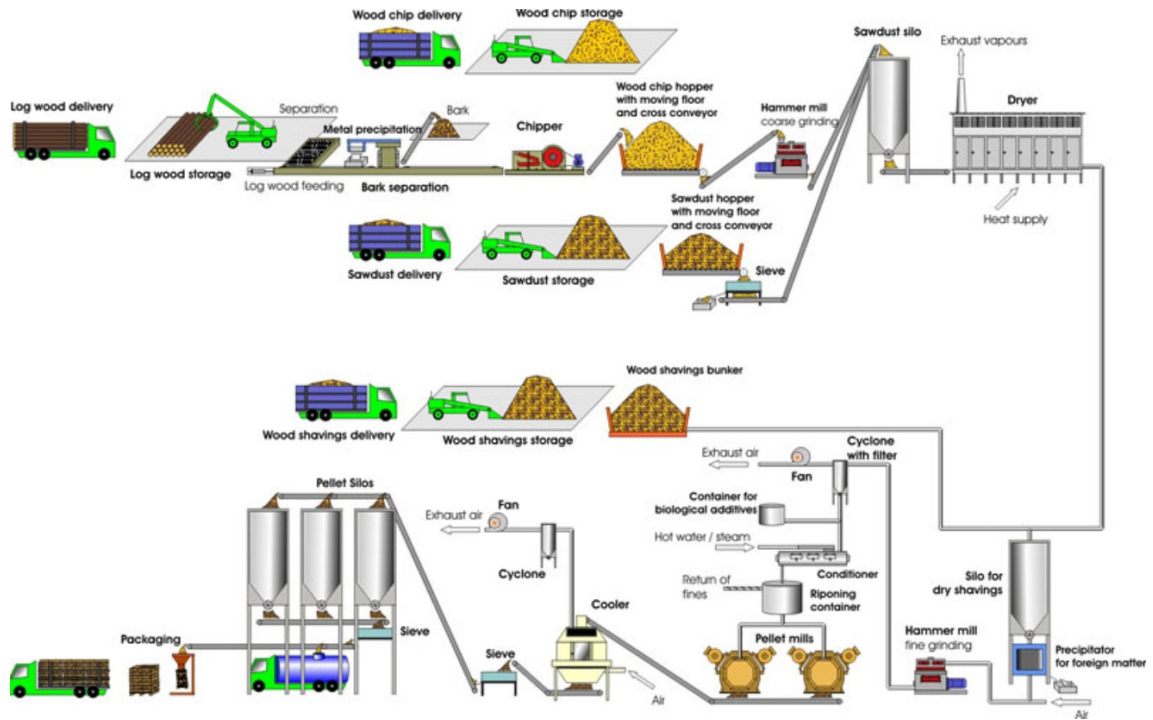 Wood chip delivery
Wood chip storage
Sawdust silo
Exhaust vapours
Dryer
Log wood delivery
Separation
Bark
Wood chip hopper
with moving floor
and cross conveyor
Hammer mill
coarse grinding
Metal precipitation
Chipper
Log wood storage
Log wood feeding
Bark separation
Heat supply
Sawdust hopper
with moving floor
and cross conveyor
Sawdust delivery
Sawdust storage
Sieve
Wood shavings delivery
Wood shavings storage
Wood shavings bunker
Cyclone
with filter
Exhaust air
Fan
Pellet Silos
Fan
Exhaust air
Cyclone
Container for
biological additives
Hot water / steam
Conditioner
Return of
fines
Riponing
container
Silo for
dry shavings
Cooler
Pellet mills
Hammer mill
fine grinding
Packaging
Sieve
Sieve
Air
Precipitator
for foreign matter
Air